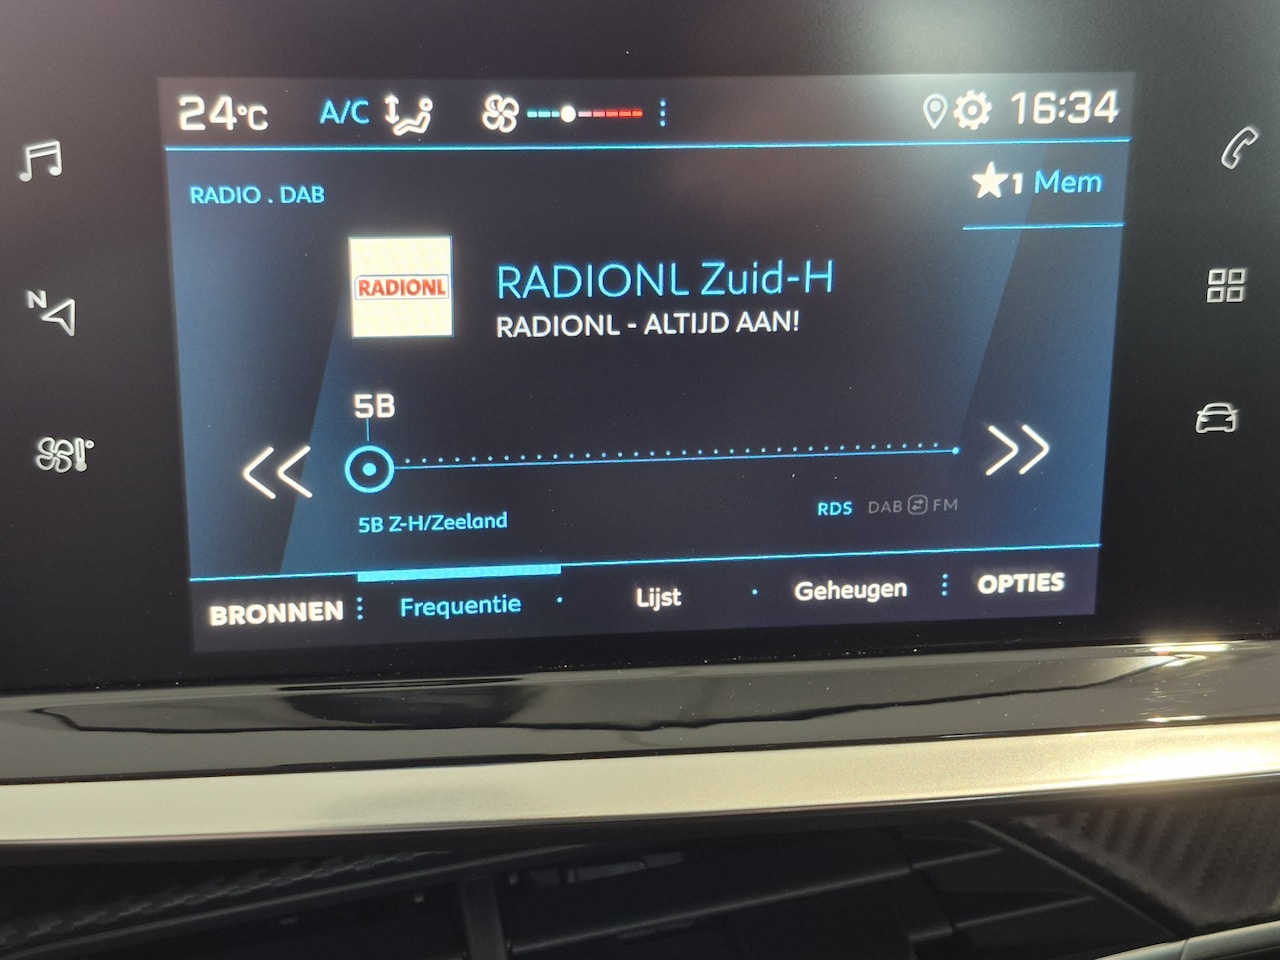 24°C A/C 16:34
RADIO . DAB
1 Mem
RADIONL
RADIONL Zuid-H
RADIONL - ALTIJD AAN!
5B
5B Z-H/Zeeland
RDS DAB FM
BRONNEN Frequentie Lijst Geheugen OPTIES
N